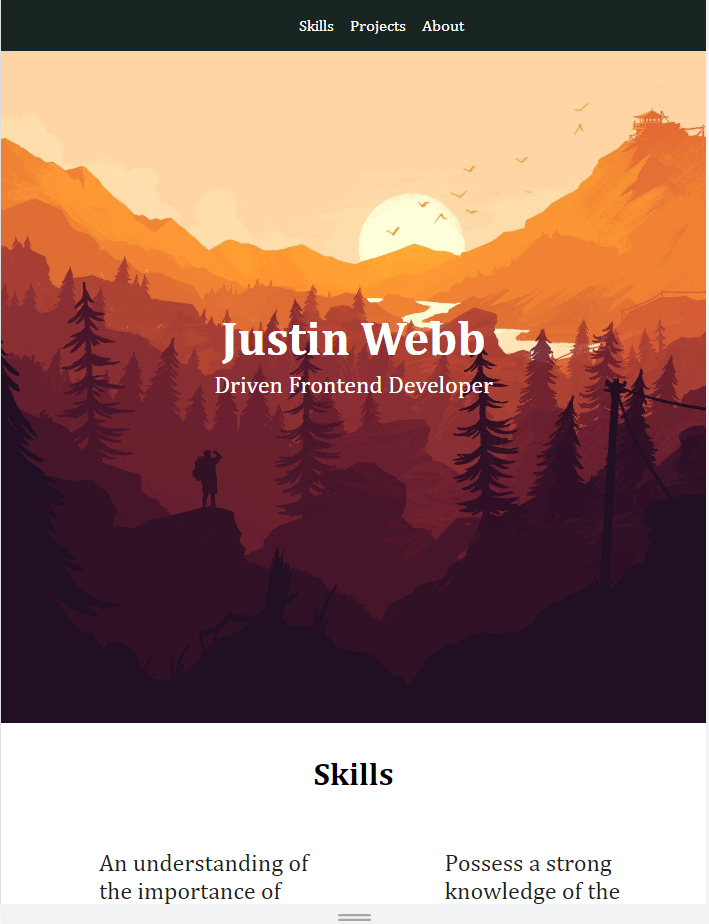 Skills Projects About
Justin Webb
Driven Frontend Developer
Skills
An understanding of
the importance of
Possess a strong
knowledge of the